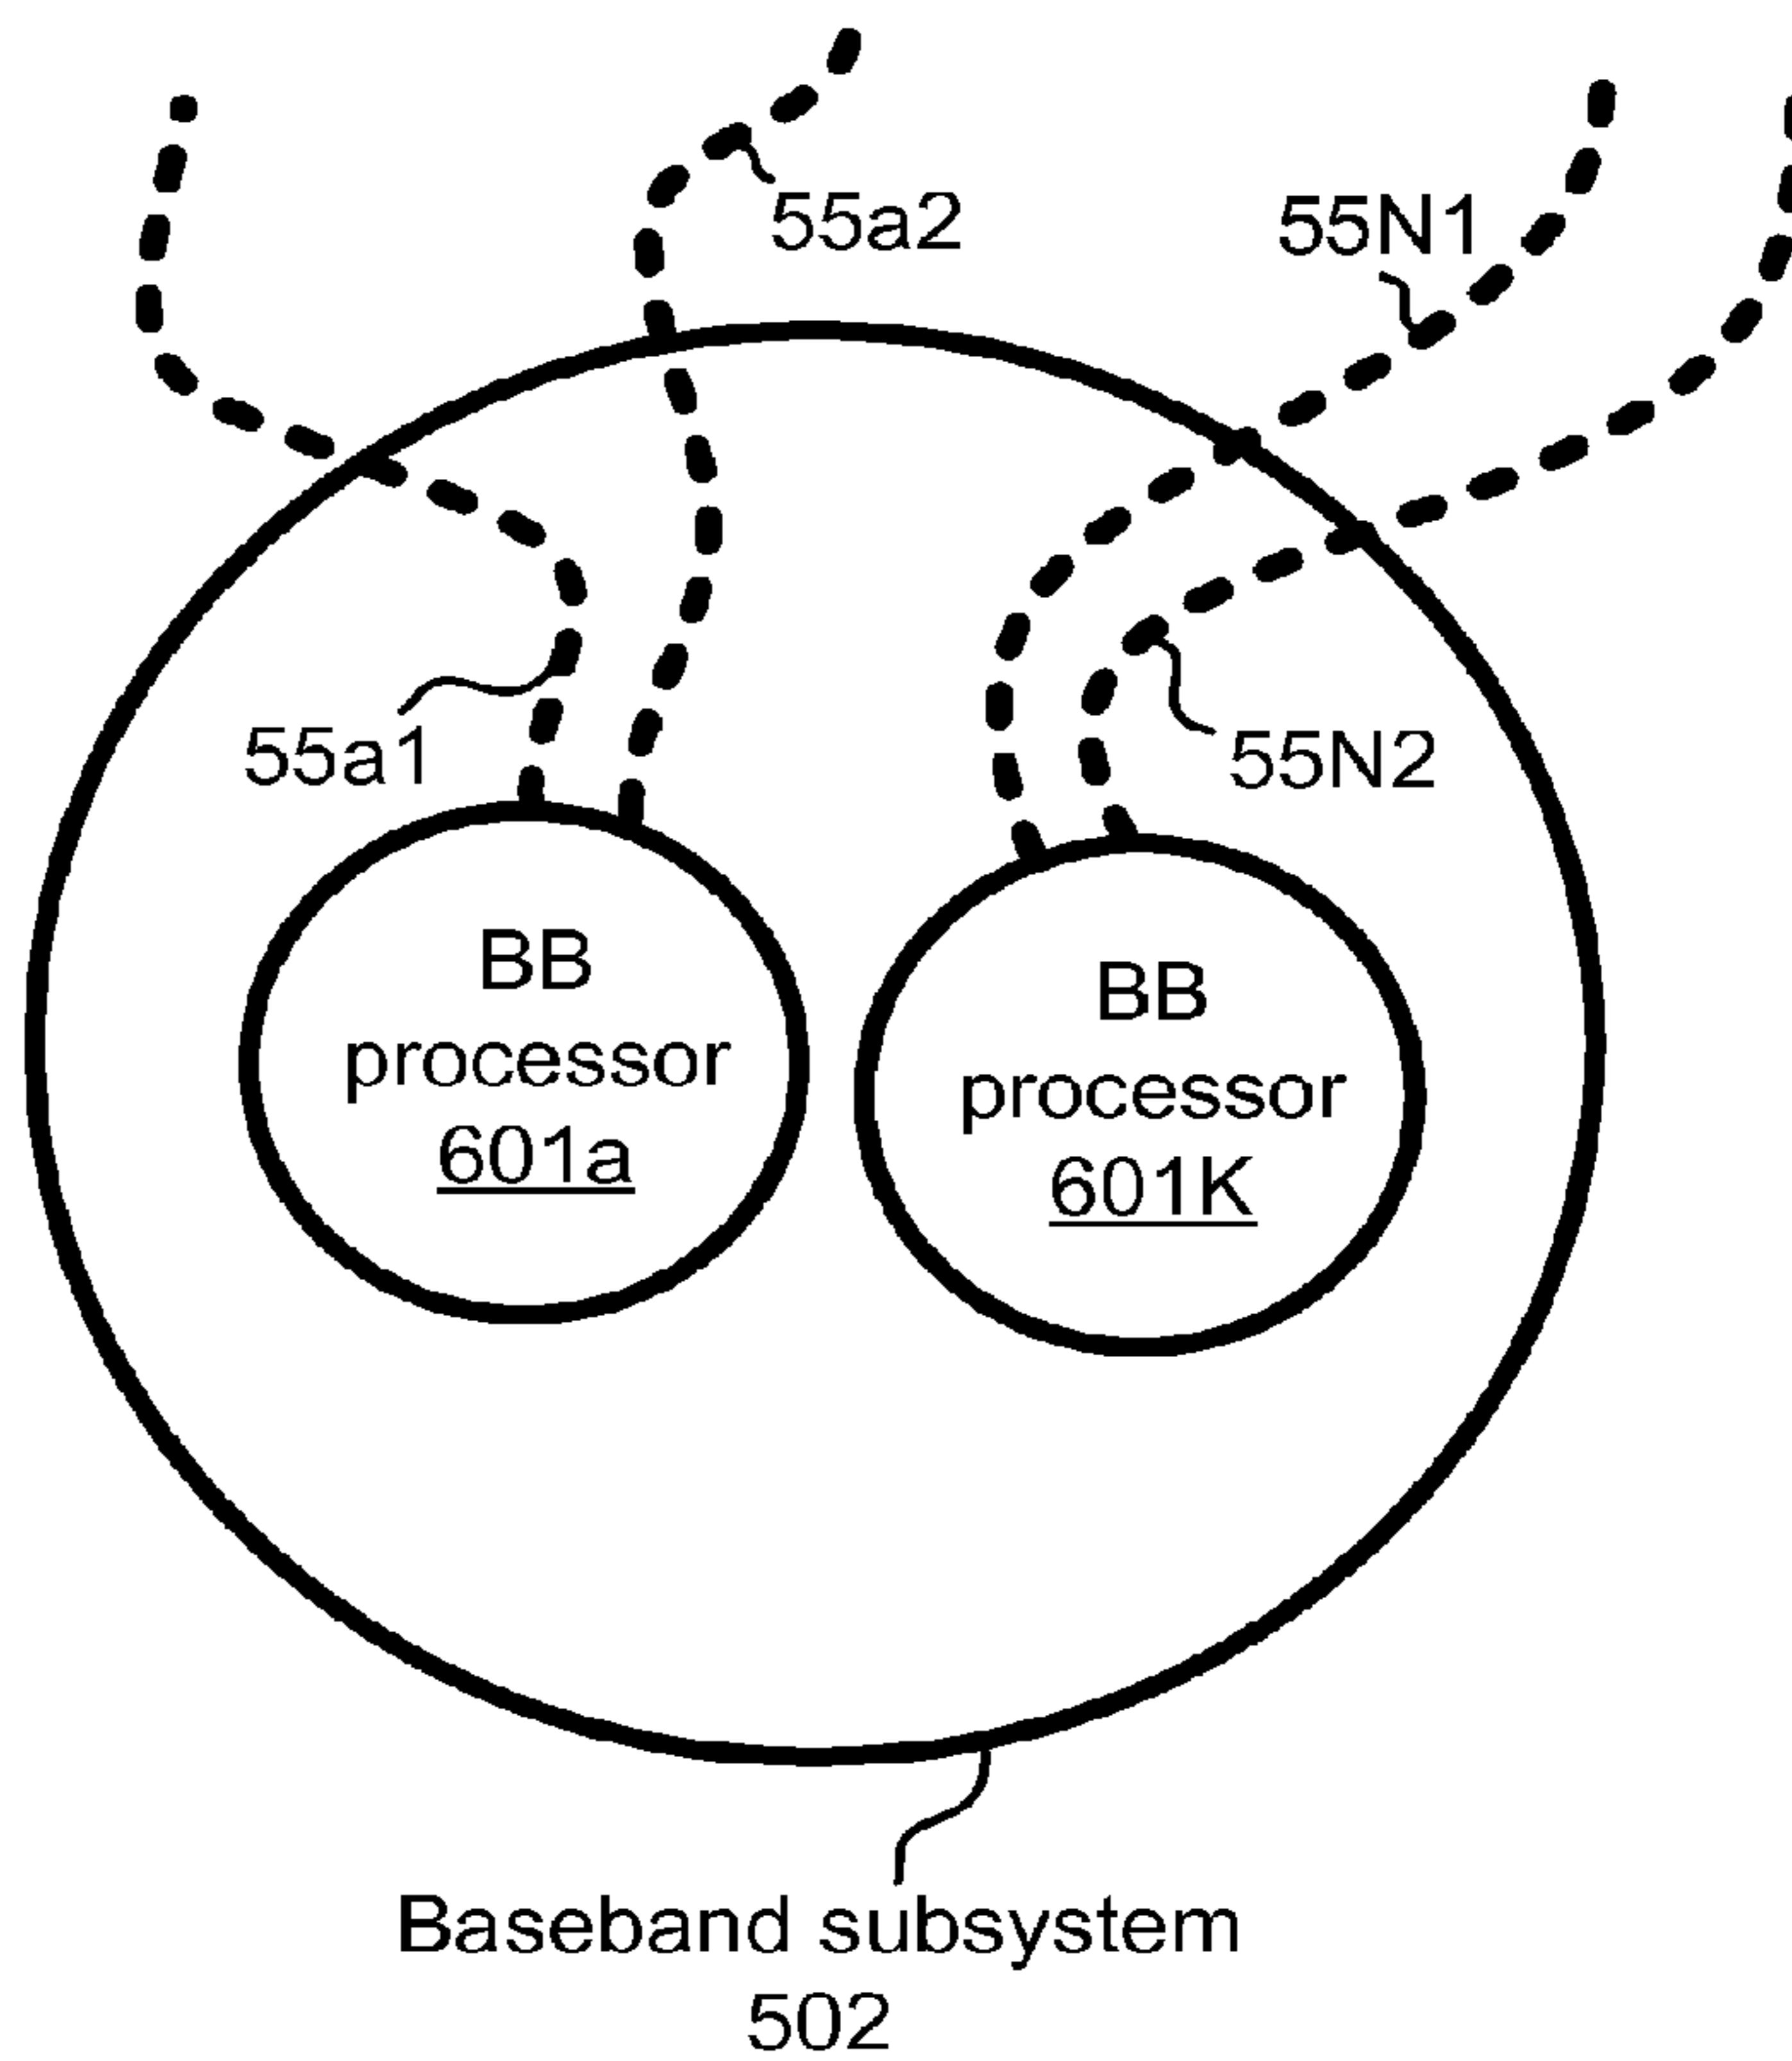 55a2
55N1
55a1
55N2
BB
processor
601a
BB
processor
601K
Baseband subsystem
502